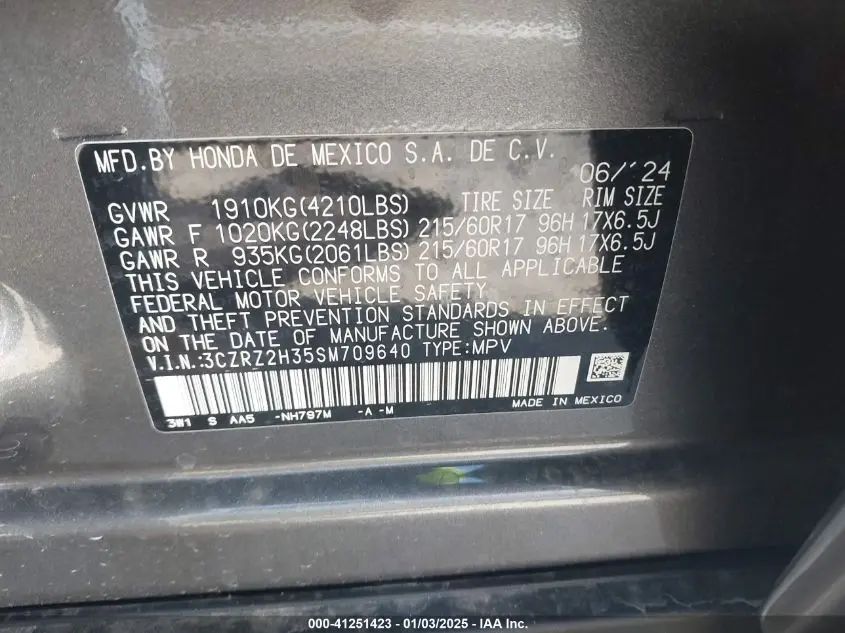 MFD.BY HONDA DE MEXICO S.A. DE C.V.
06/'24
GVWR 1910KG(4210LBS) TIRE SIZE RIM SIZE
GAWR F 1020KG(2248LBS) 215/60R17 96H 17X6.5J
GAWR R 935KG(2061LBS) 215/60R17 96H 17X6.5J
THIS VEHICLE CONFORMS TO ALL APPLICABLE
FEDERAL MOTOR VEHICLE SAFETY
AND THEFT PREVENTION STANDARDS IN EFFECT
ON THE DATE OF MANUFACTURE SHOWN ABOVE.
V.I.N.:3CZRZ2H35SM709640 TYPE:MPV
3W1 S AA5 -NH797M -A -M MADE IN MEXICO
000-41251423 - 01/03/2025 - IAA Inc.